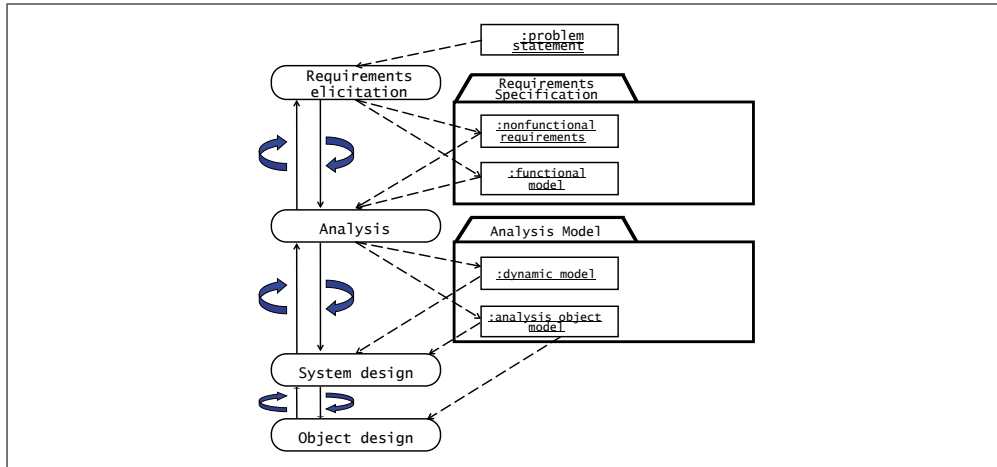 :problem
statement
Requirements
elicitation
Requirements
Specification
:nonfunctional
requirements
:functional
model
Analysis
Analysis Model
:dynamic model
:analysis object
model
System design
Object design